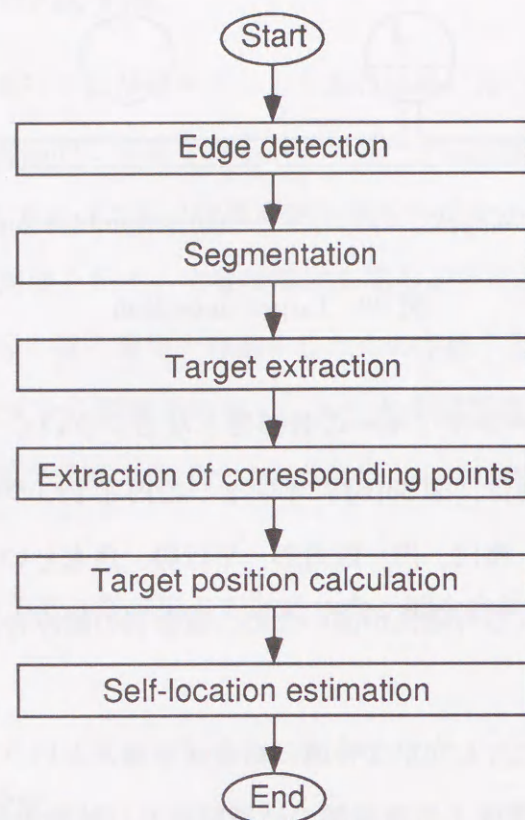 Start
Edge detection
Segmentation
Target extraction
Extraction of corresponding points
Target position calculation
Self-location estimation
End